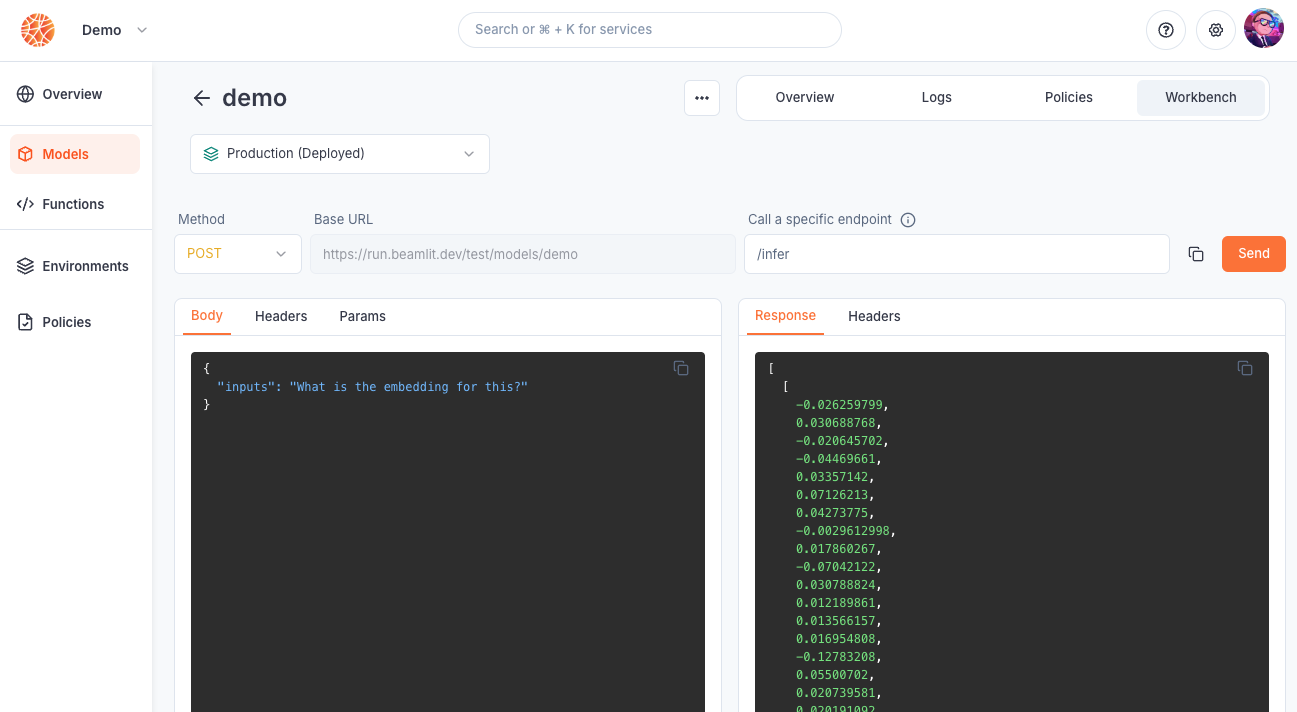 Demo
Search or ⌘ + K for services
Overview
Models
Functions
Environments
Policies
demo
Overview Logs Policies Workbench
Production (Deployed)
Method Base URL Call a specific endpoint
POST https://run.beamlit.dev/test/models/demo /infer Send
Body Headers Params
{
"inputs": "What is the embedding for this?"
}
Response Headers
[
[
-0.026259799,
0.030688768,
-0.020645702,
-0.04469661,
0.03357142,
0.07126213,
0.04273775,
-0.0029612998,
0.017860267,
-0.07042122,
0.030788824,
0.012189861,
0.013566157,
0.016954808,
-0.12783208,
0.05500702,
0.020739581,
0.020191092